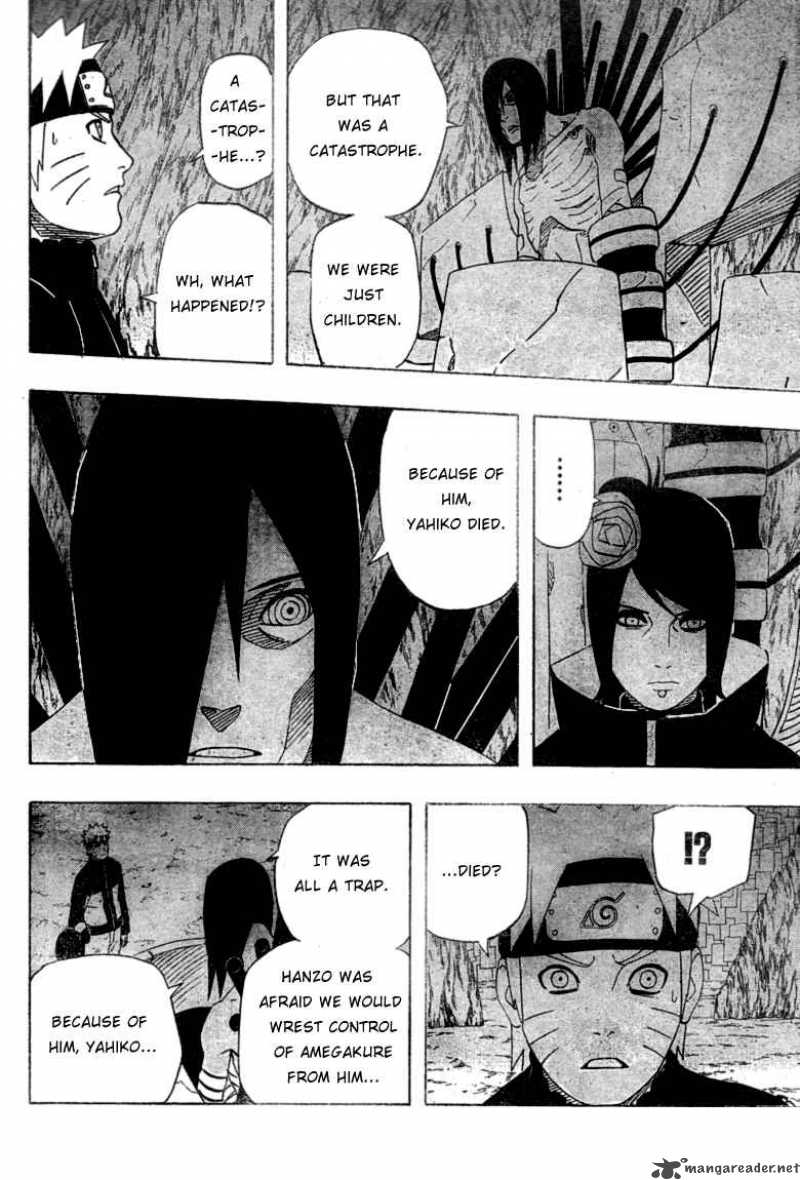 BUT THAT
WAS A
CATASTROPHE.
WE WERE
JUST
CHILDREN.
A
CATAS-
-TROP-
-HE...?
WH, WHAT
HAPPENED!?
........
BECAUSE OF
HIM,
YAHIKO DIED.
!?
...DIED?
IT WAS
ALL A TRAP.
HANZO WAS
AFRAID WE WOULD
WREST CONTROL
OF AMEGAKURE
FROM HIM...
BECAUSE OF
HIM, YAHIKO...
mangareader.net